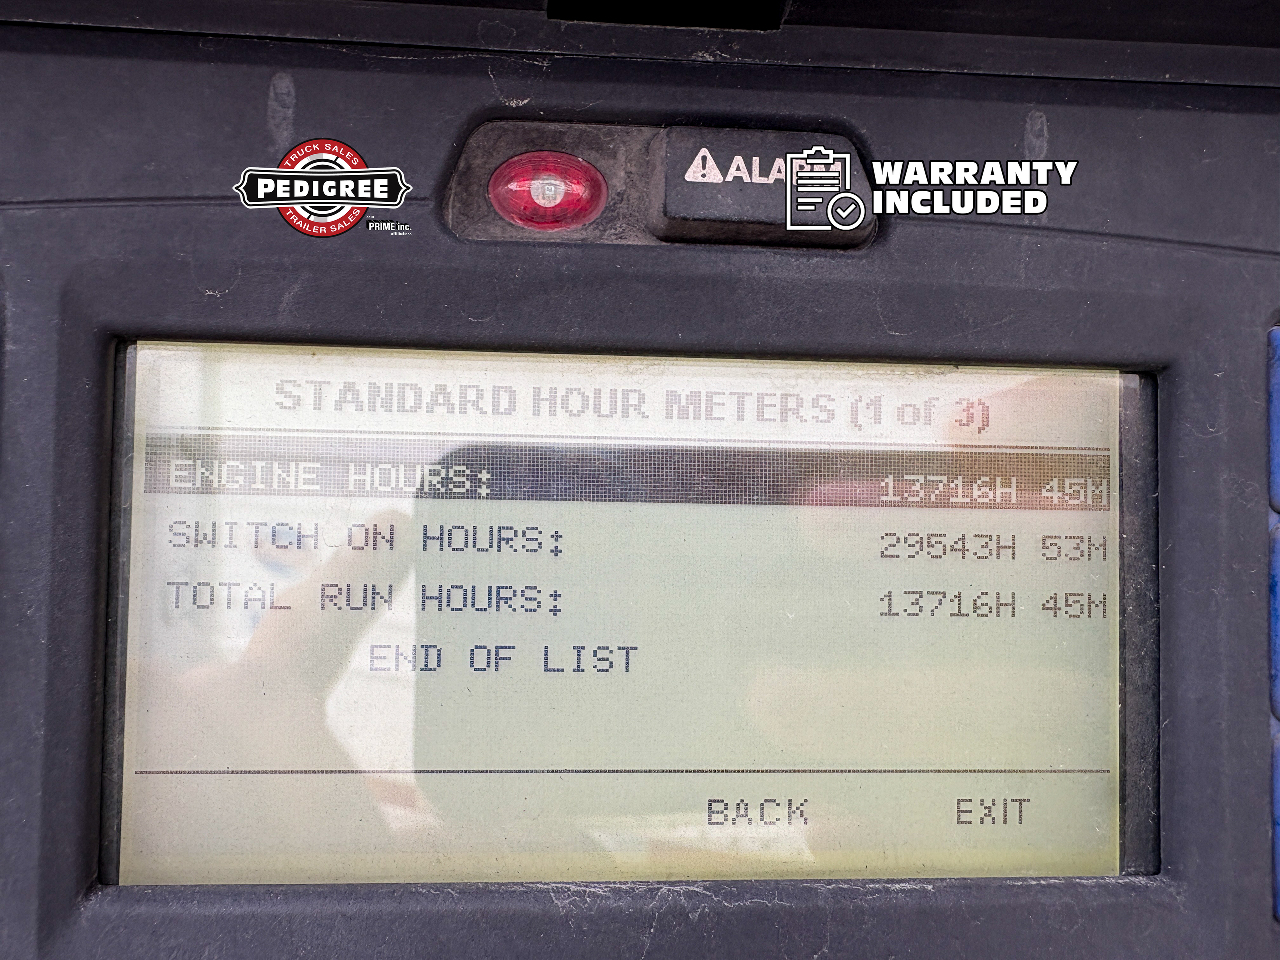 TRUCK SALES
PEDIGREE
TRAILER SALES
PRIME inc.
ALARM
WARRANTY
INCLUDED
STANDARD HOUR METERS (1 of 3)
ENGINE HOURS: 13716H 45M
SWITCH ON HOURS: 29543H 53M
TOTAL RUN HOURS: 13716H 45M
END OF LIST
BACK EXIT